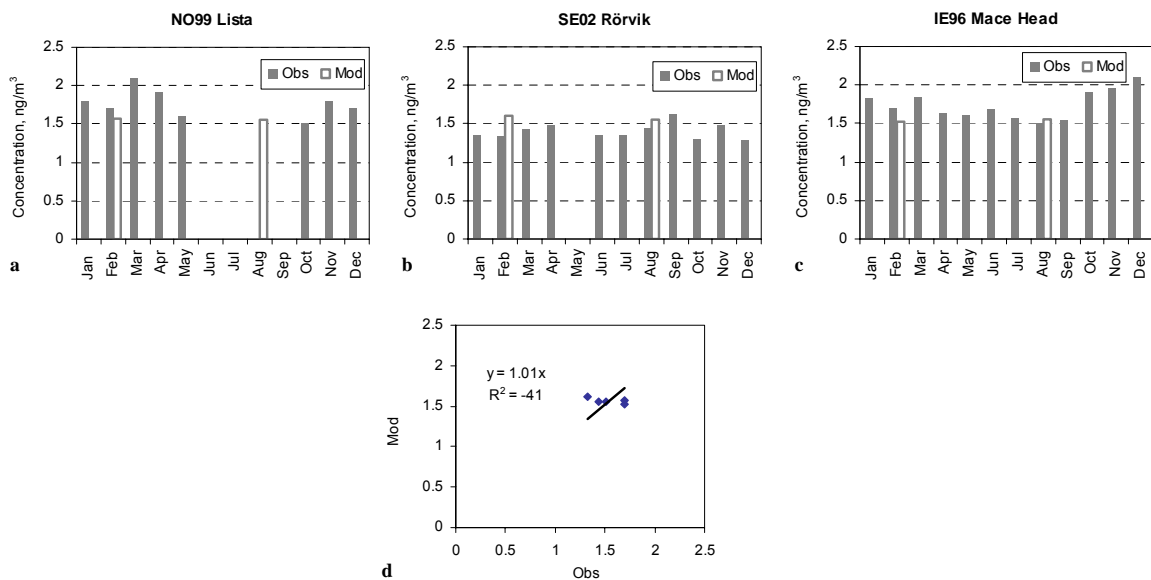 NO99 Lista
Concentration, ng/m³
2.5
2
1.5
1
0.5
0
Obs
Mod
Jan
Feb
Mar
Apr
May
Jun
Jul
Aug
Sep
Oct
Nov
Dec
a
SE02 Rörvik
Concentration, ng/m³
2.5
2
1.5
1
0.5
0
Obs
Mod
Jan
Feb
Mar
Apr
May
Jun
Jul
Aug
Sep
Oct
Nov
Dec
b
IE96 Mace Head
Concentration, ng/m³
2.5
2
1.5
1
0.5
0
Obs
Mod
Jan
Feb
Mar
Apr
May
Jun
Jul
Aug
Sep
Oct
Nov
Dec
c
Mod
2.5
2
1.5
1
0.5
0
y = 1.01x
R² = -41
0
0.5
1
1.5
2
2.5
Obs
d